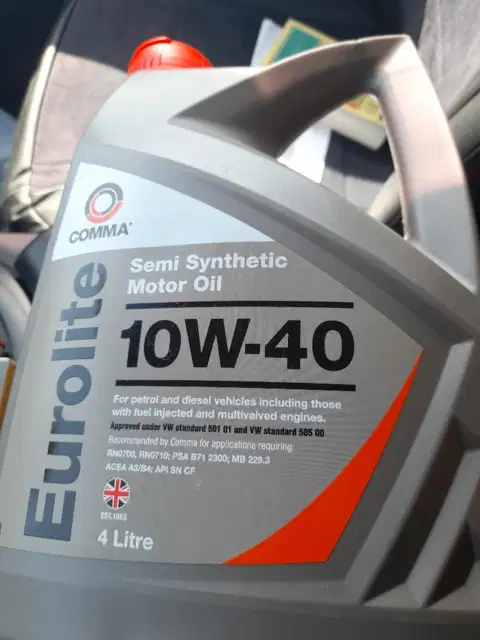 COMMA
Eurolite
Semi Synthetic
Motor Oil
10W-40
For petrol and diesel vehicles including those
with fuel injected and multivalved engines.
Approved under VW standard 501 01 and VW standard 505 00
Recommended by Comma for applications requiring:
RN0700, RN0710; PSA B71 2300; MB 229.3
ACEA A3/B4; API SN CF
EST.1965
4 Litre